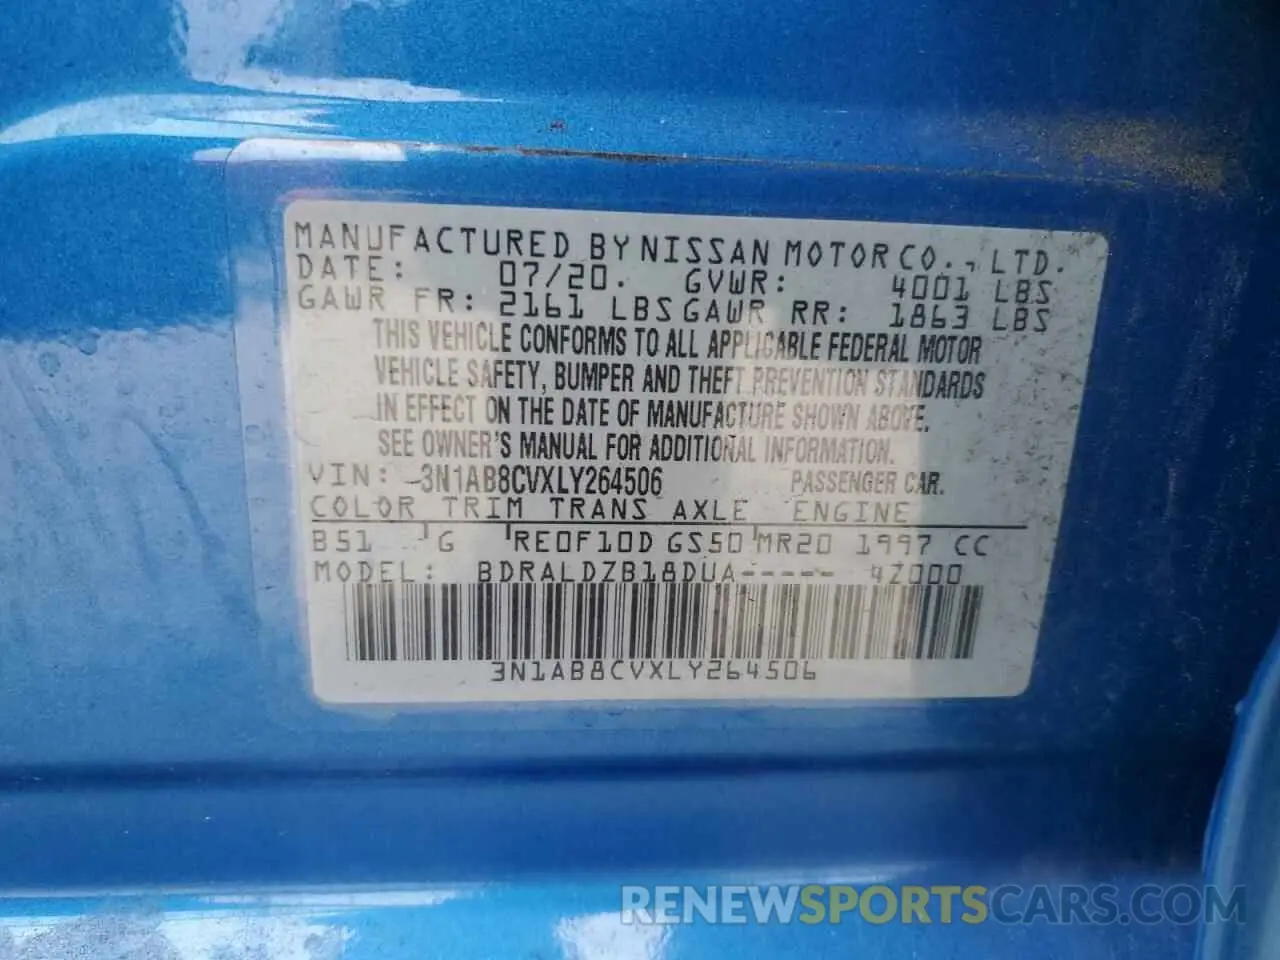 MANUFACTURED BY NISSAN MOTOR CO., LTD.
DATE: 07/20. GVWR: 4001 LBS
GAWR FR: 2161 LBS GAWR RR: 1863 LBS
THIS VEHICLE CONFORMS TO ALL APPLICABLE FEDERAL MOTOR
VEHICLE SAFETY, BUMPER AND THEFT PREVENTION STANDARDS
IN EFFECT ON THE DATE OF MANUFACTURE SHOWN ABOVE.
SEE OWNER'S MANUAL FOR ADDITIONAL INFORMATION.
VIN: 3N1AB8CVXLY264506 PASSENGER CAR.
COLOR TRIM TRANS AXLE ENGINE
B51 G RE0F10D GS50 MR20 1997 CC
MODEL: BDRALDZB18DUA----- 4Z000
3N1AB8CVXLY264506
RENEWSPORTSCARS.COM